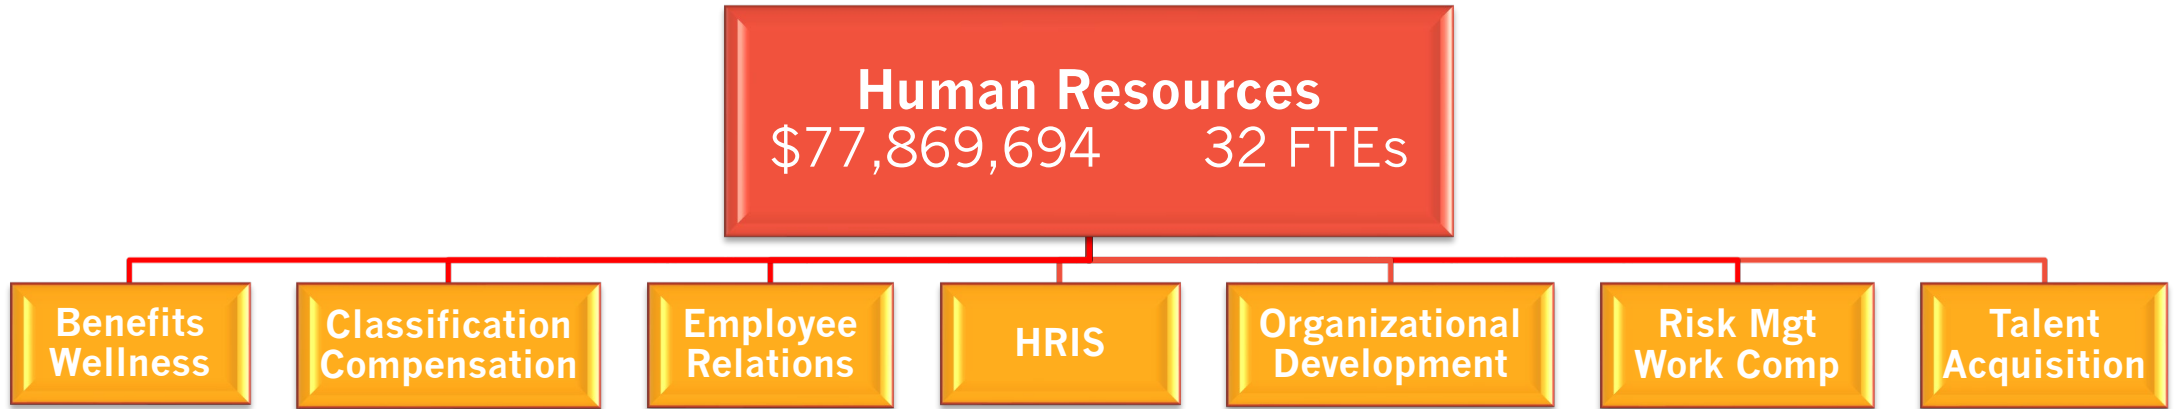 Human Resources
$77,869,694 32 FTEs
Benefits
Wellness
Classification
Compensation
Employee
Relations
HRIS
Organizational
Development
Risk Mgt
Work Comp
Talent
Acquisition